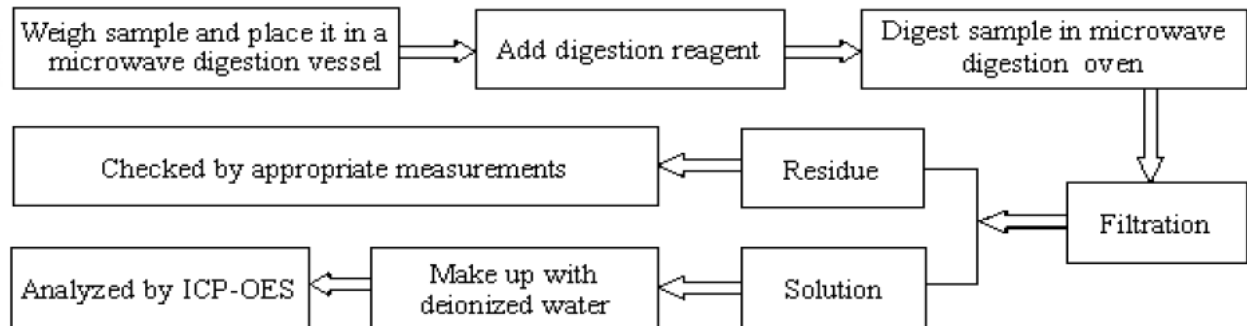 Weigh sample and place it in a
microwave digestion vessel
Add digestion reagent
Digest sample in microwave
digestion oven
Filtration
Residue
Checked by appropriate measurements
Solution
Make up with
deionized water
Analyzed by ICP-OES